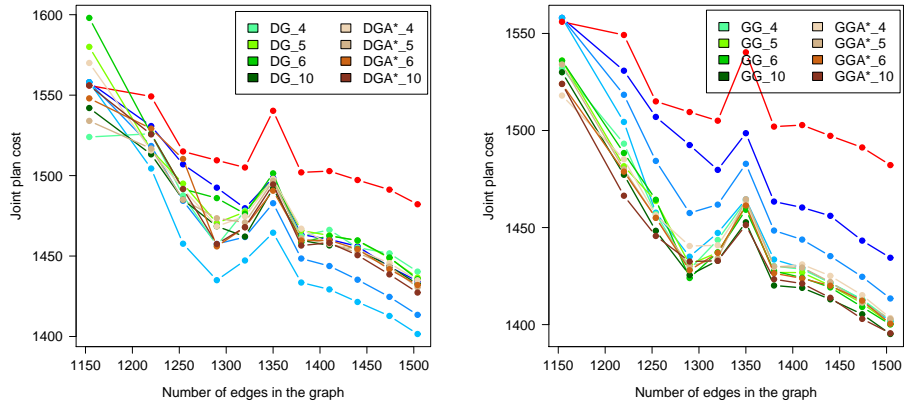 DG_4 DGA*_4
DG_5 DGA*_5
DG_6 DGA*_6
DG_10 DGA*_10
1600
1550
1500
1450
1400
Joint plan cost
1150 1200 1250 1300 1350 1400 1450 1500
Number of edges in the graph
GG_4 GGA*_4
GG_5 GGA*_5
GG_6 GGA*_6
GG_10 GGA*_10
1550
1500
1450
1400
Joint plan cost
1150 1200 1250 1300 1350 1400 1450 1500
Number of edges in the graph